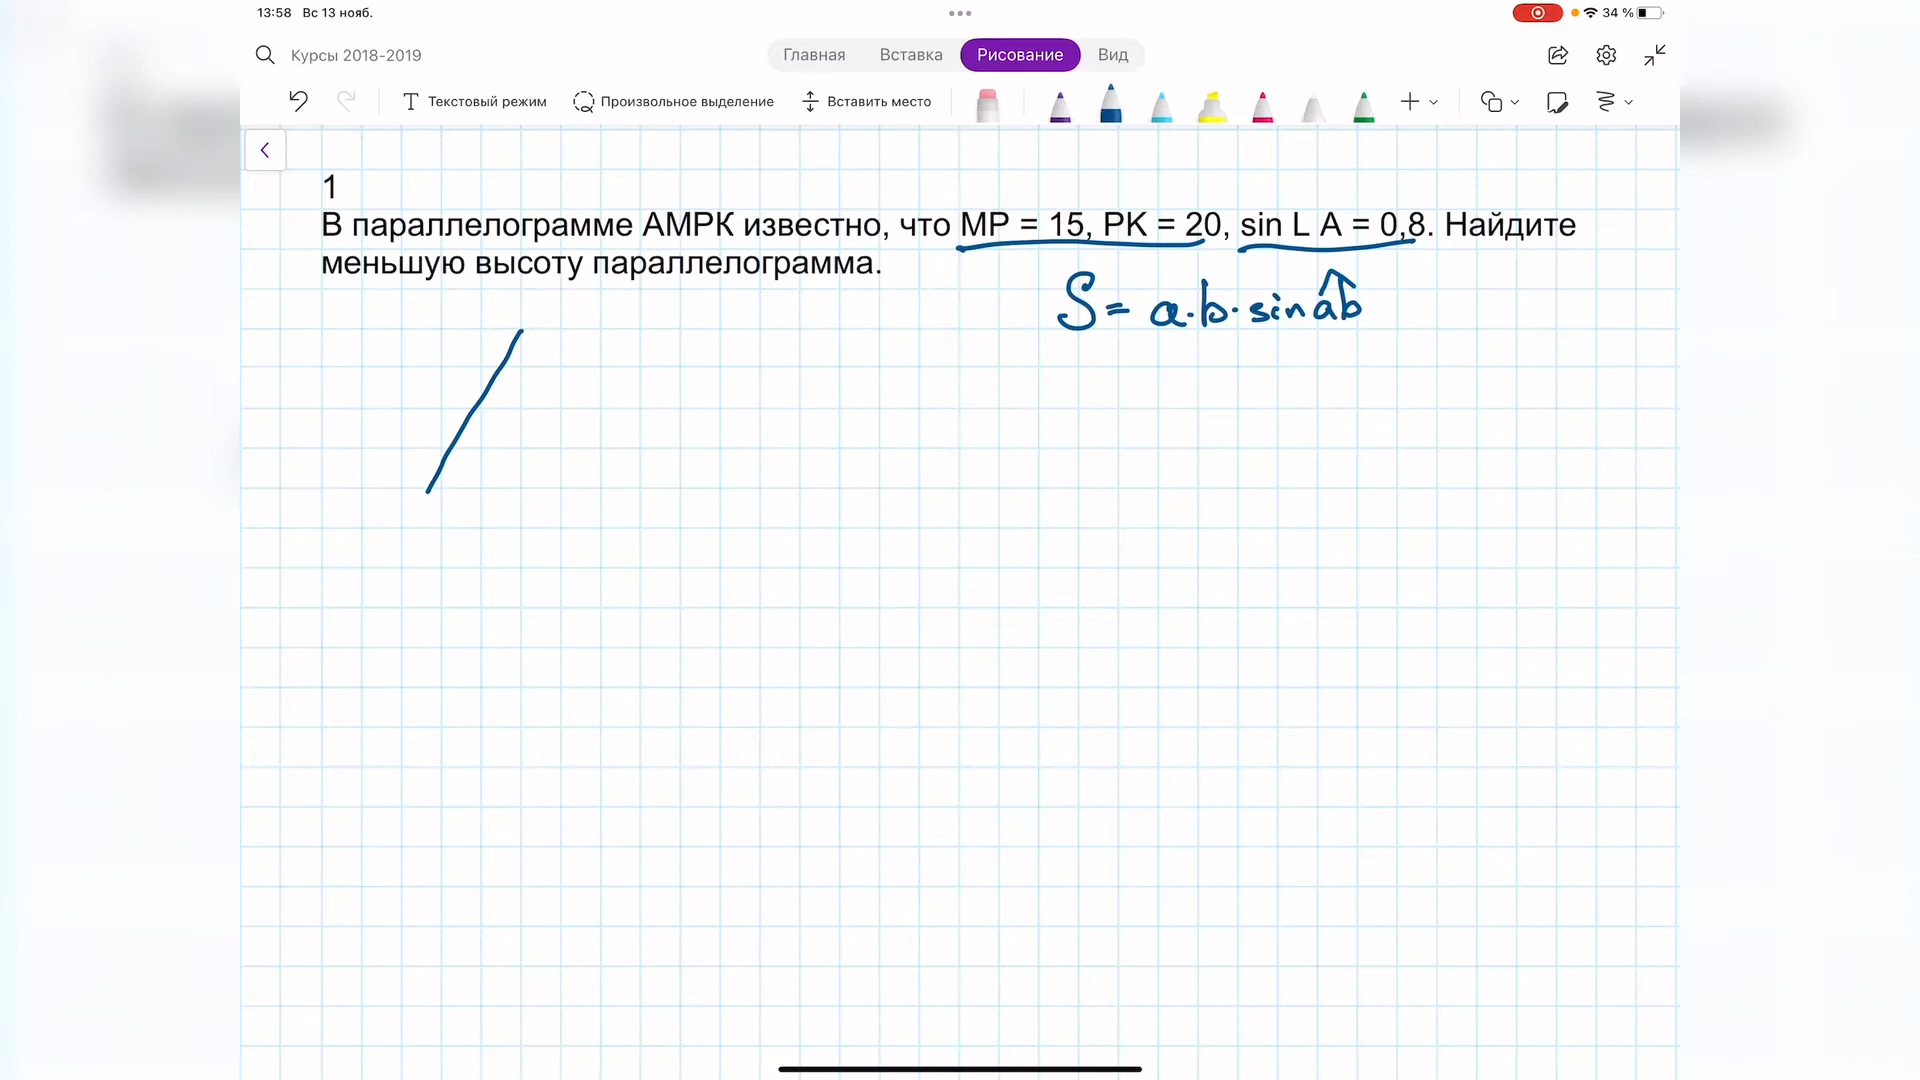 13:58 Вс 13 нояб.
34 %
Курсы 2018-2019
Главная Вставка Рисование Вид
Текстовый режим Произвольное выделение Вставить место
1
В параллелограмме АМРК известно, что МР = 15, РК = 20, sin L A = 0,8. Найдите
меньшую высоту параллелограмма.
S = a·b·sin ab